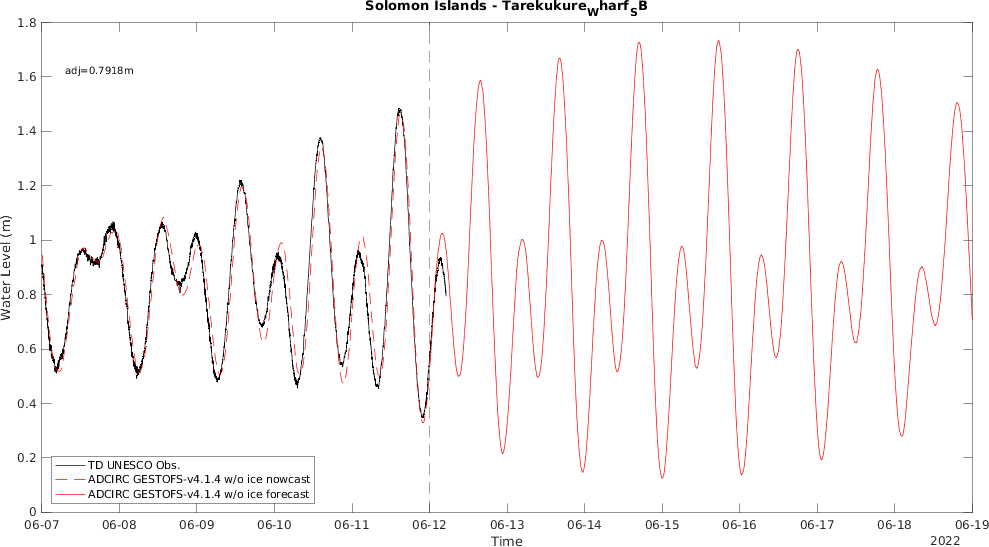 Solomon Islands - Tarekukure_Wharf_SB
1.8
1.6
1.4
1.2
1
0.8
0.6
0.4
0.2
0
Water Level (m)
adj=0.7918m
TD UNESCO Obs.
ADCIRC GESTOFS-v4.1.4 w/o ice nowcast
ADCIRC GESTOFS-v4.1.4 w/o ice forecast
06-07 06-08 06-09 06-10 06-11 06-12 06-13 06-14 06-15 06-16 06-17 06-18 06-19
Time
2022